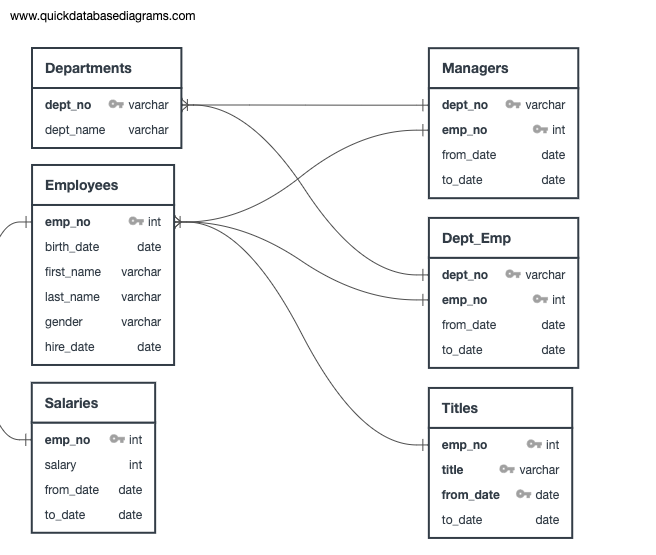 www.quickdatabasediagrams.com
Departments
dept_no varchar
dept_name varchar
Employees
emp_no int
birth_date date
first_name varchar
last_name varchar
gender varchar
hire_date date
Salaries
emp_no int
salary int
from_date date
to_date date
Managers
dept_no varchar
emp_no int
from_date date
to_date date
Dept_Emp
dept_no varchar
emp_no int
from_date date
to_date date
Titles
emp_no int
title varchar
from_date date
to_date date